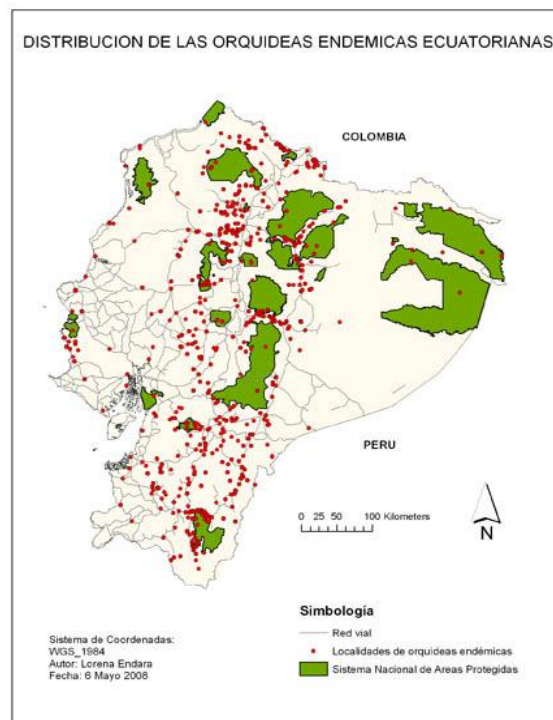 DISTRIBUCION DE LAS ORQUIDEAS ENDEMICAS ECUATORIANAS
COLOMBIA
PERU
0 25 50 100 Kilometers
N
Simbología
Red vial
Localidades de orquideas endémicas
Sistema Nacional de Areas Protegidas
Sistema de Coordenadas:
WGS_1984
Autor: Lorena Endara
Fecha: 6 Mayo 2008